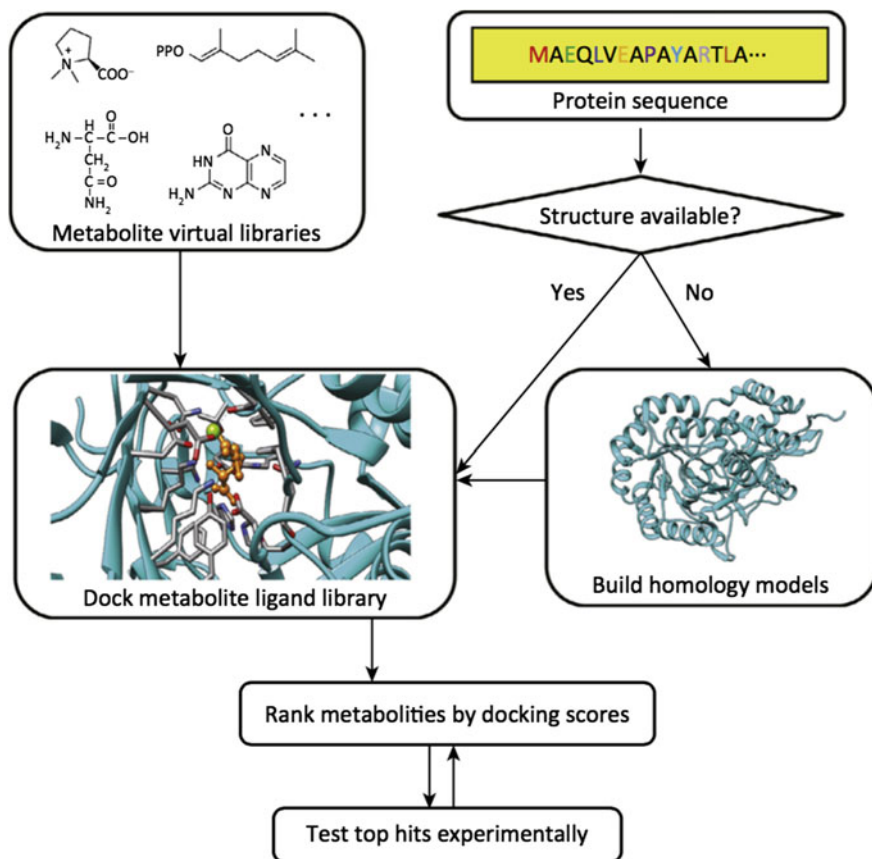 N
+
COO⁻
PPO
H₂N–C–C–OH
H
O
CH₂
C=O
NH₂
O
HN
N
H₂N
N
N
...
Metabolite virtual libraries
MAEQLVEAPAYARTLA...
Protein sequence
Structure available?
Yes
No
Dock metabolite ligand library
Build homology models
Rank metabolities by docking scores
Test top hits experimentally